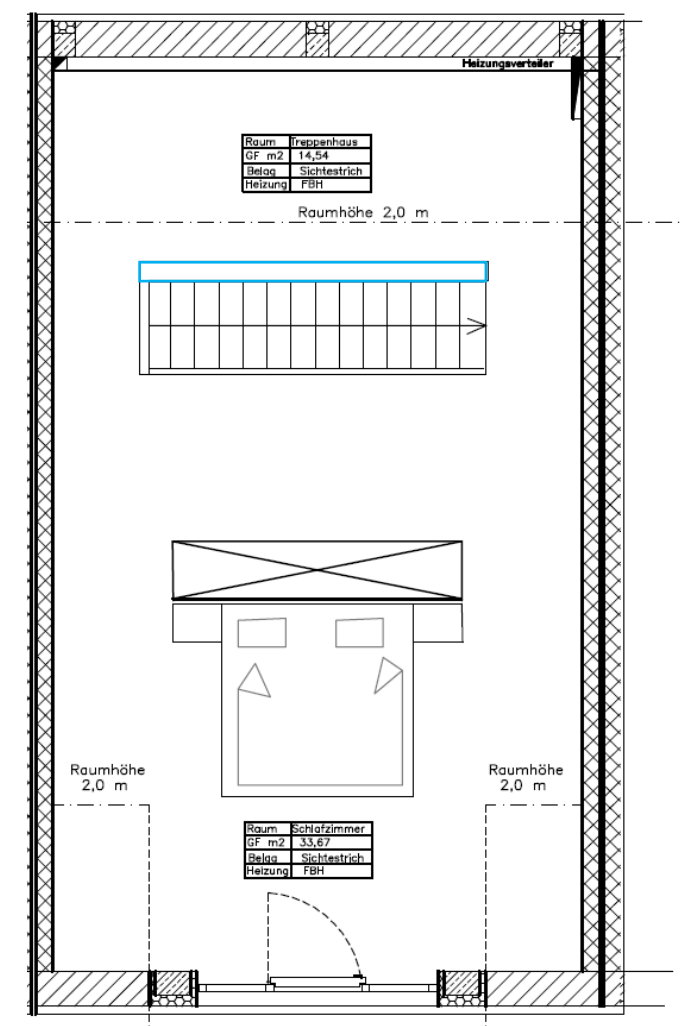 Heizungsverteiler
Raum Treppenhaus
GF m2 14,54
Belag Sichtestrich
Heizung FBH
Raumhöhe 2,0 m
Raumhöhe
2,0 m
Raumhöhe
2,0 m
Raum Schlafzimmer
GF m2 33,67
Belag Sichtestrich
Heizung FBH